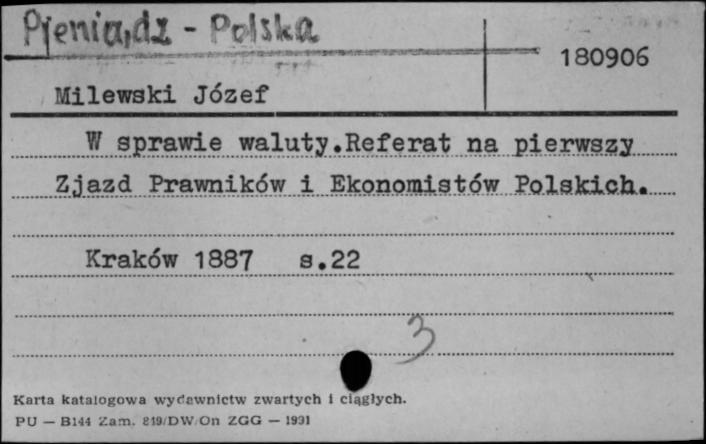 Pieniądz - Polska
180906
Milewski Józef
W sprawie waluty.Referat na pierwszy
Zjazd Prawników i Ekonomistów Polskich.
Kraków 1887 s.22
3
Karta katalogowa wydawnictw zwartych i ciągłych.
PU — B144 Zam. 819/DW/On ZGG — 1991